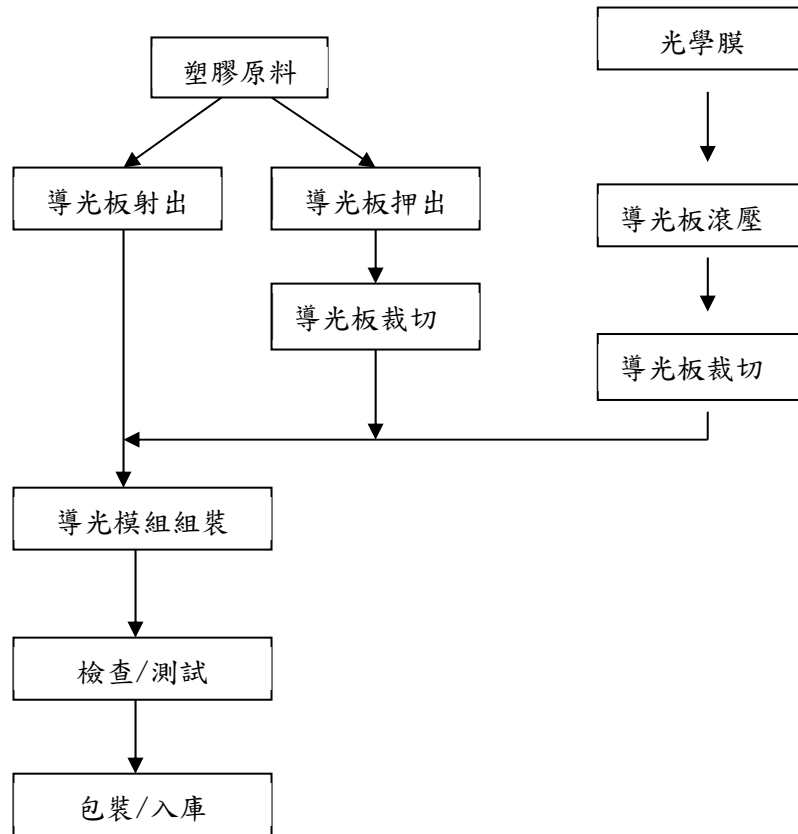 光學膜
塑膠原料
導光板射出
導光板押出
導光板滾壓
導光板裁切
導光板裁切
導光模組組裝
檢查/測試
包裝/入庫